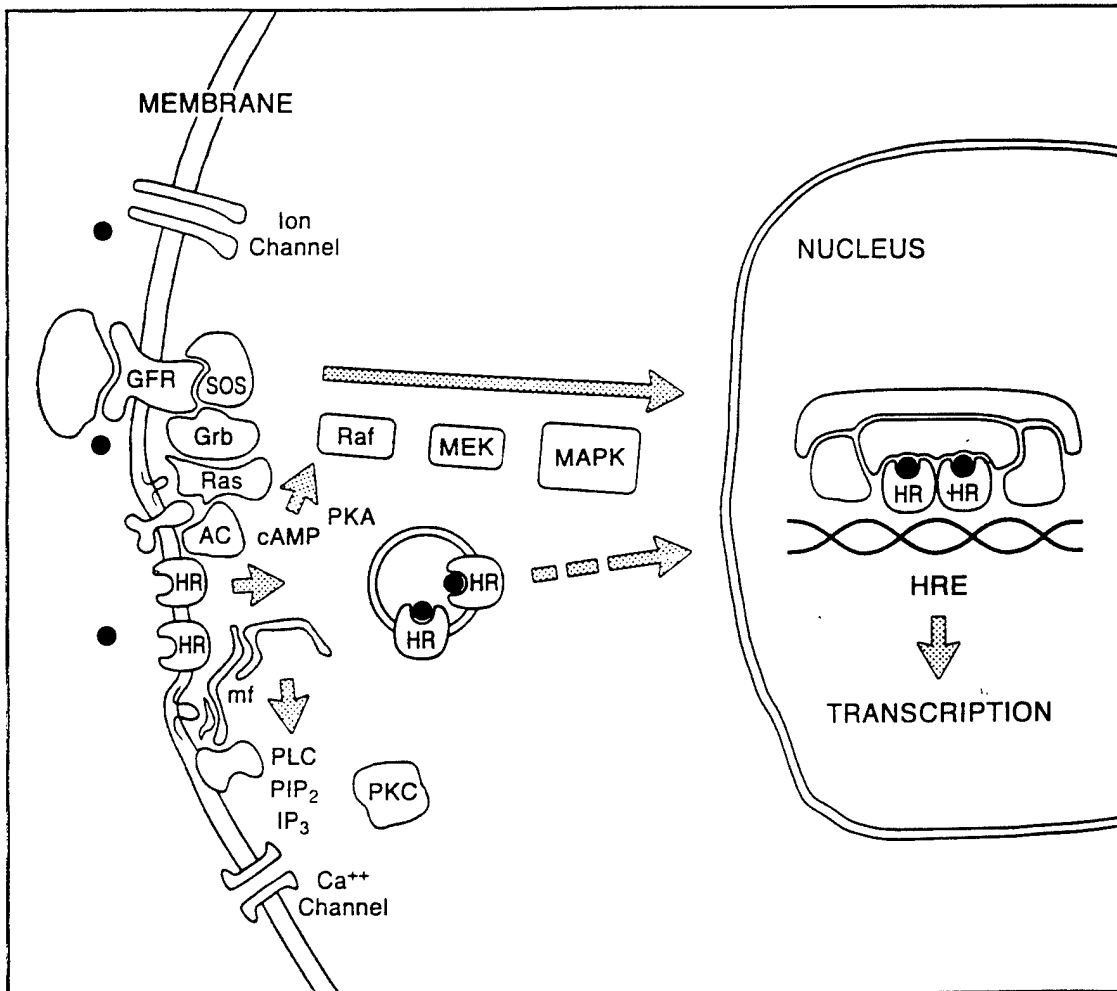 MEMBRANE
Ion
Channel
NUCLEUS
GFR
SOS
Grb
Raf
MEK
MAPK
Ras
PKA
AC
cAMP
HR
HR
HR
HR
HR
HR
HRE
mf
TRANSCRIPTION
PLC
PIP₂
IP₃
PKC
Ca⁺⁺
Channel